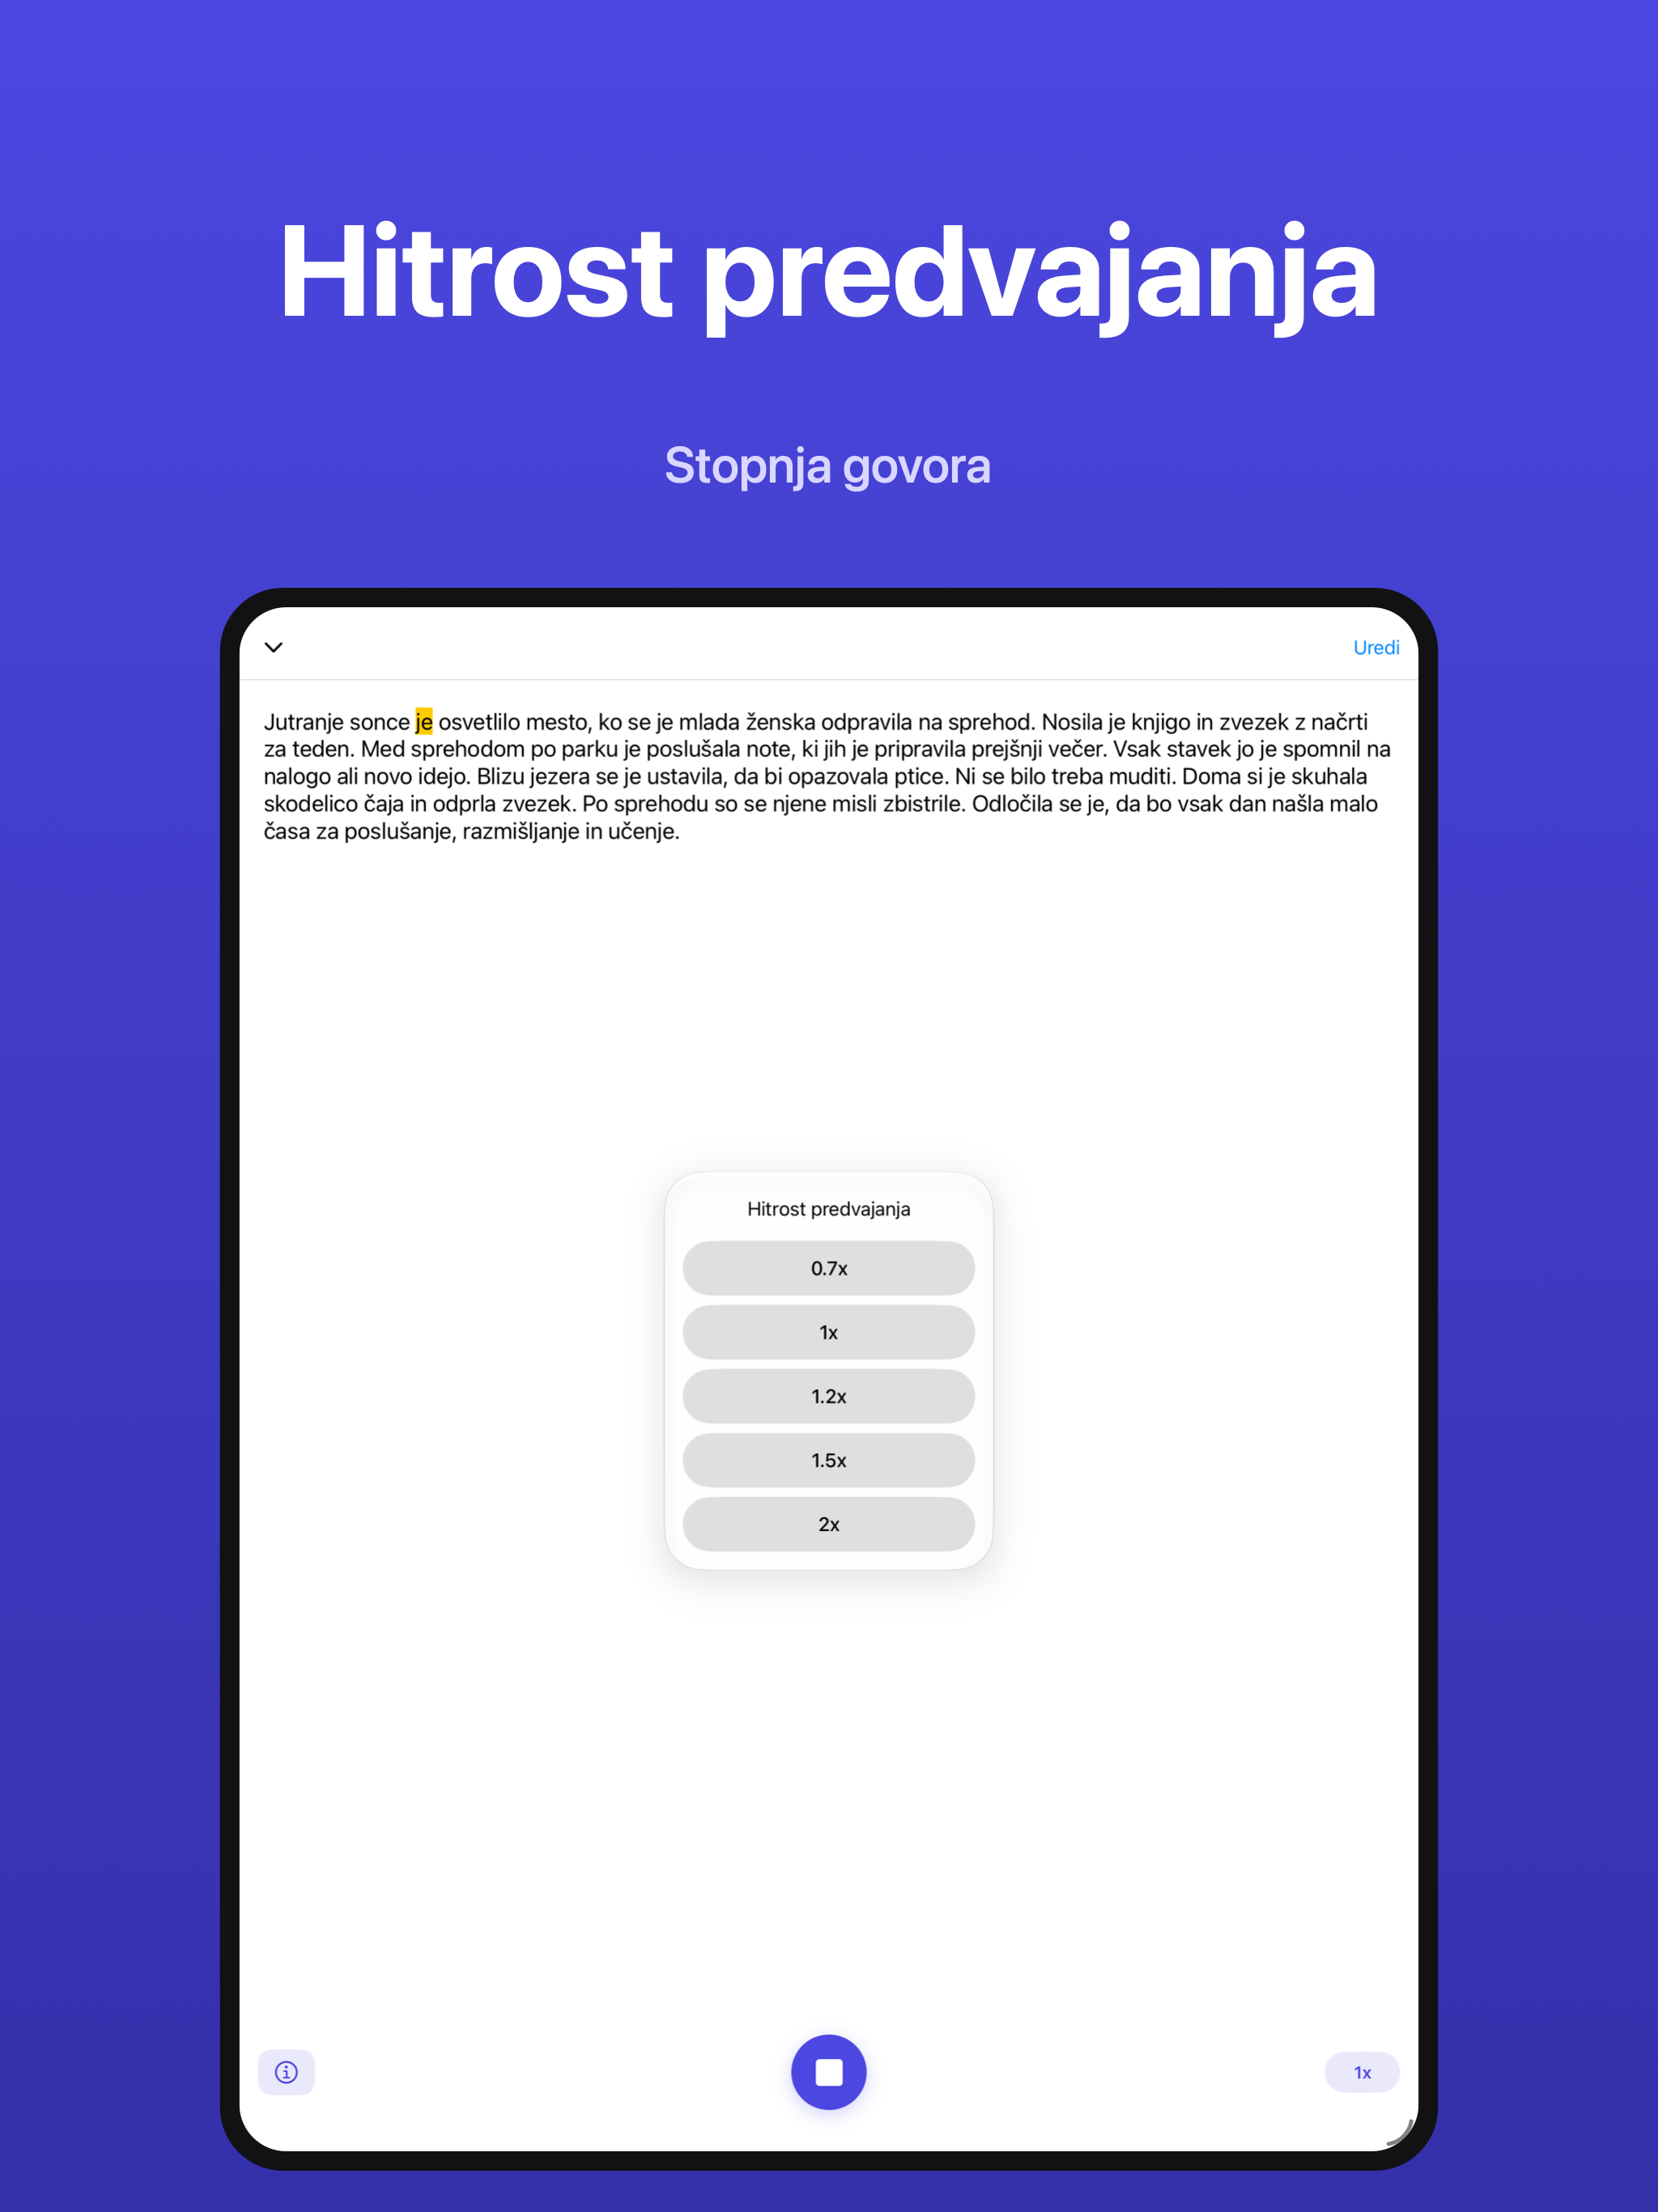 Hitrost predvajanja
Stopnja govora
Uredi
Jutranje sonce je osvetlilo mesto, ko se je mlada ženska odpravila na sprehod. Nosila je knjigo in zvezek z načrti
za teden. Med sprehodom po parku je poslušala note, ki jih je pripravila prejšnji večer. Vsak stavek jo je spomnil na
nalogo ali novo idejo. Blizu jezera se je ustavila, da bi opazovala ptice. Ni se bilo treba muditi. Doma si je skuhala
skodelico čaja in odprla zvezek. Po sprehodu so se njene misli zbistrile. Odločila se je, da bo vsak dan našla malo
časa za poslušanje, razmišljanje in učenje.
Hitrost predvajanja
0.7x
1x
1.2x
1.5x
2x
1x